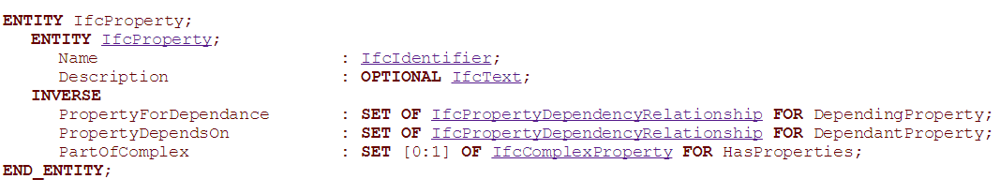 ENTITY IfcProperty;
ENTITY IfcProperty;
Name : IfcIdentifier;
Description : OPTIONAL IfcText;
INVERSE
PropertyForDependance : SET OF IfcPropertyDependencyRelationship FOR DependingProperty;
PropertyDependsOn : SET OF IfcPropertyDependencyRelationship FOR DependantProperty;
PartOfComplex : SET [0:1] OF IfcComplexProperty FOR HasProperties;
END_ENTITY;